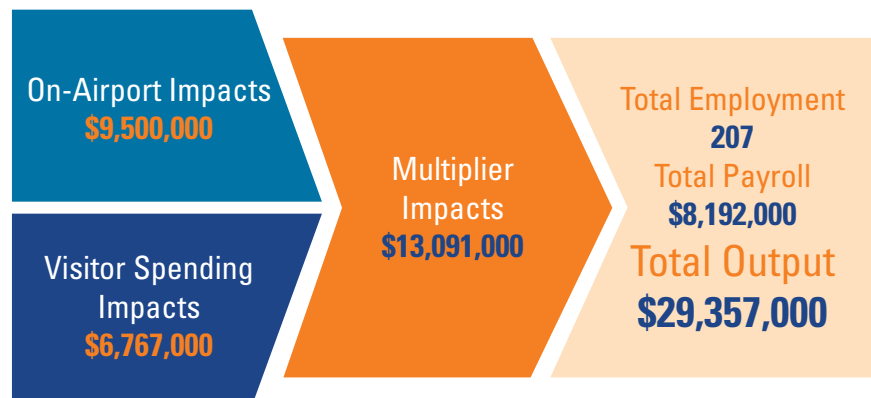 On-Airport Impacts
$9,500,000
Visitor Spending
Impacts
$6,767,000
Multiplier
Impacts
$13,091,000
Total Employment
207
Total Payroll
$8,192,000
Total Output
$29,357,000